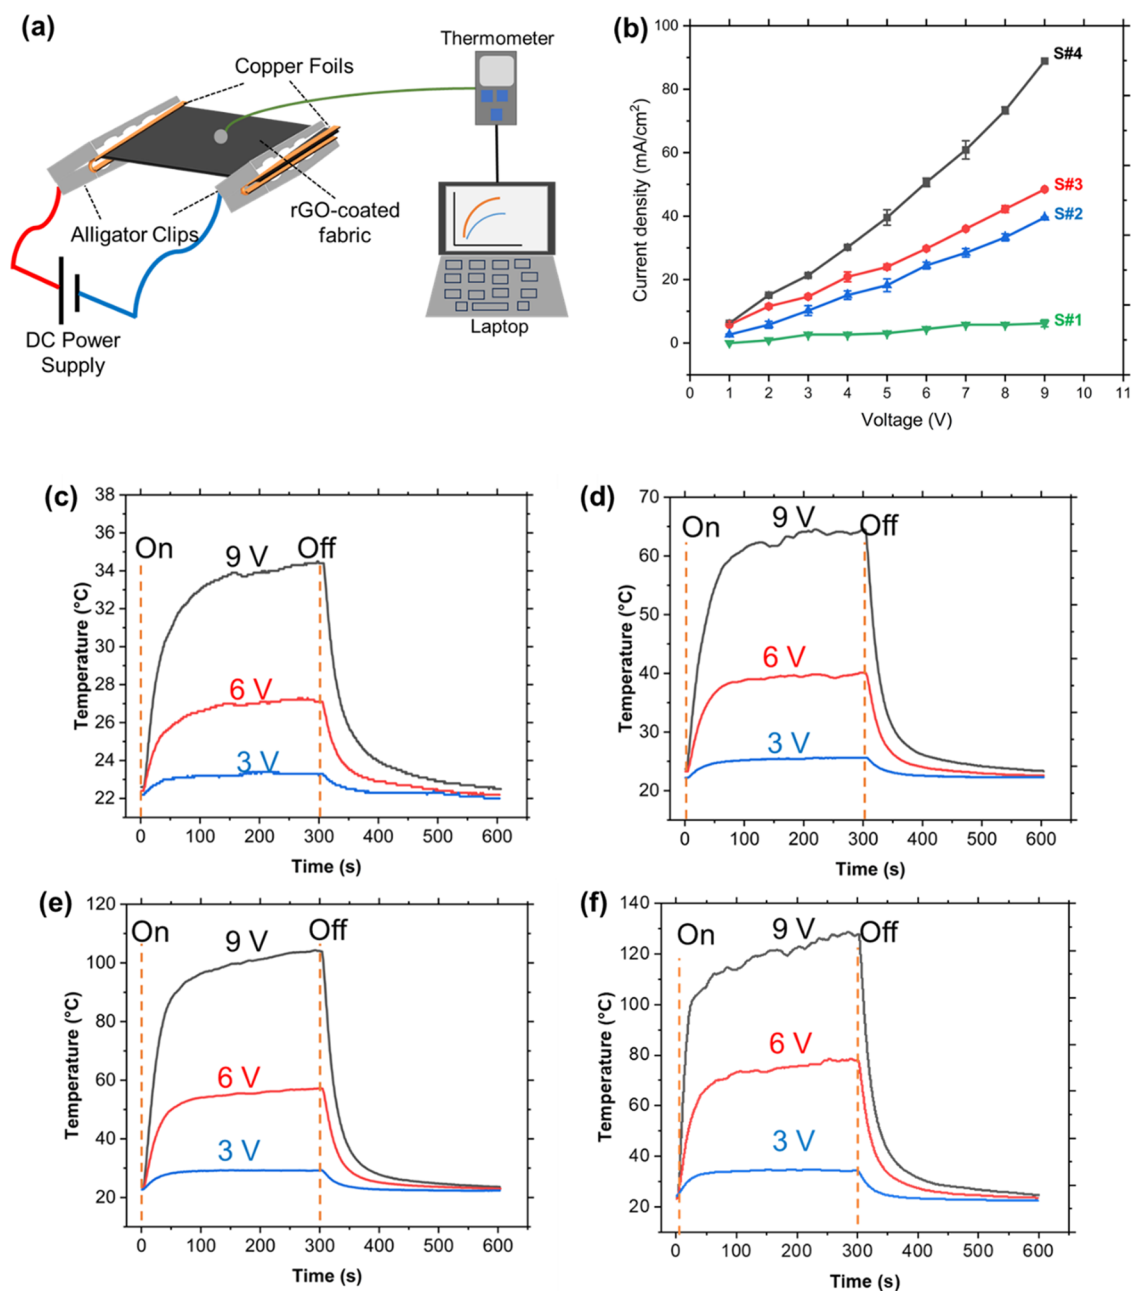 (a)
Thermometer
Copper Foils
Alligator Clips
rGO-coated
fabric
DC Power
Supply
Laptop
(b)
Current density (mA/cm²)
100
80
60
40
20
0
S#4
S#3
S#2
S#1
0 1 2 3 4 5 6 7 8 9 10 11
Voltage (V)
(c)
Temperature (°C)
38
36
34
32
30
28
26
24
22
On
9 V
Off
6 V
3 V
0 100 200 300 400 500 600
Time (s)
(d)
Temperature (°C)
70
60
50
40
30
20
On
9 V
Off
6 V
3 V
0 100 200 300 400 500 600
Time (s)
(e)
Temperature (°C)
120
100
80
60
40
20
On
9 V
Off
6 V
3 V
0 100 200 300 400 500 600
Time (s)
(f)
Temperature (°C)
140
120
100
80
60
40
20
On
9 V
Off
6 V
3 V
0 100 200 300 400 500 600
Time (s)